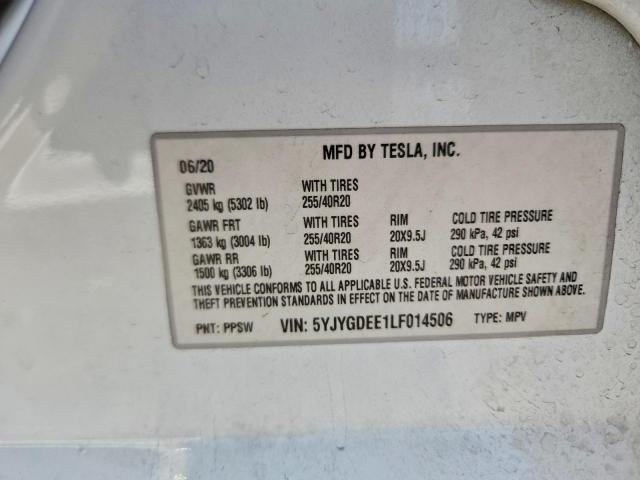 MFD BY TESLA, INC.
06/20
GVWR WITH TIRES
2405 kg (5302 lb) 255/40R20
GAWR FRT WITH TIRES RIM COLD TIRE PRESSURE
1363 kg (3004 lb) 255/40R20 20X9.5J 290 kPa, 42 psi
GAWR RR WITH TIRES RIM COLD TIRE PRESSURE
1500 kg (3306 lb) 255/40R20 20X9.5J 290 kPa, 42 psi
THIS VEHICLE CONFORMS TO ALL APPLICABLE U.S. FEDERAL MOTOR VEHICLE SAFETY AND
THEFT PREVENTION STANDARDS IN EFFECT ON THE DATE OF MANUFACTURE SHOWN ABOVE.
PNT: PPSW VIN: 5YJYGDEE1LF014506 TYPE: MPV